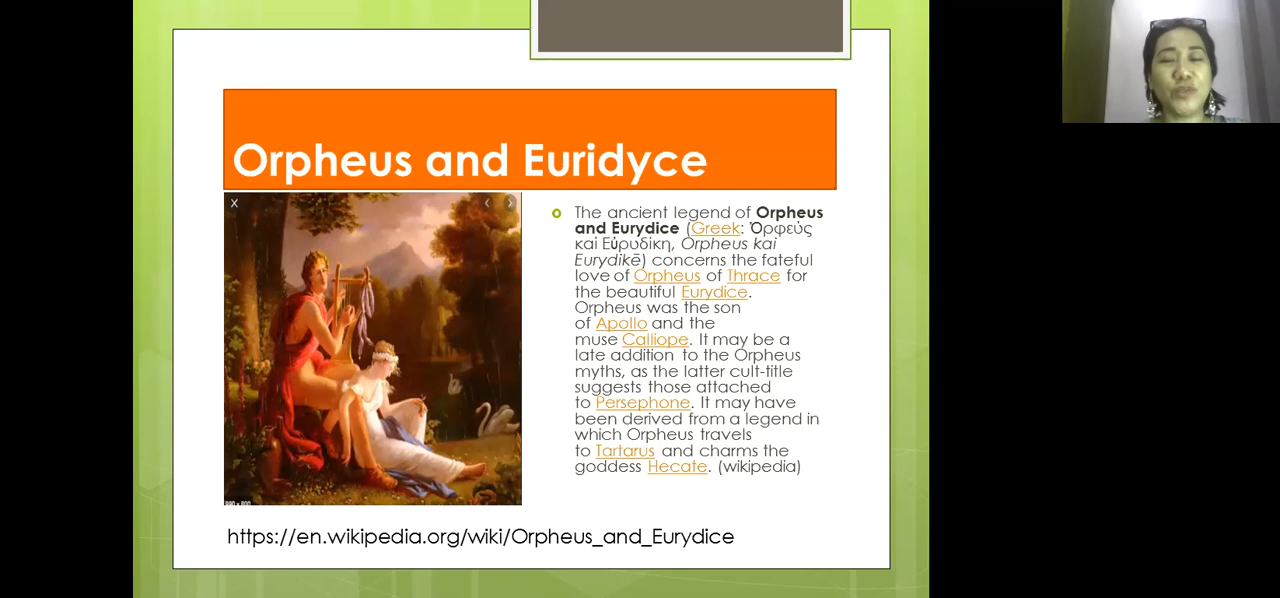 Orpheus and Euridyce
The ancient legend of Orpheus
and Eurydice (Greek: Ὀρφεύς
καί Εὐρυδίκη, Orpheus kai
Eurydikē) concerns the fateful
love of Orpheus of Thrace for
the beautiful Eurydice.
Orpheus was the son
of Apollo and the
muse Calliope. It may be a
late addition to the Orpheus
myths, as the latter cult-title
suggests those attached
to Persephone. It may have
been derived from a legend in
which Orpheus travels
to Tartarus and charms the
goddess Hecate. (wikipedia)
https://en.wikipedia.org/wiki/Orpheus_and_Eurydice